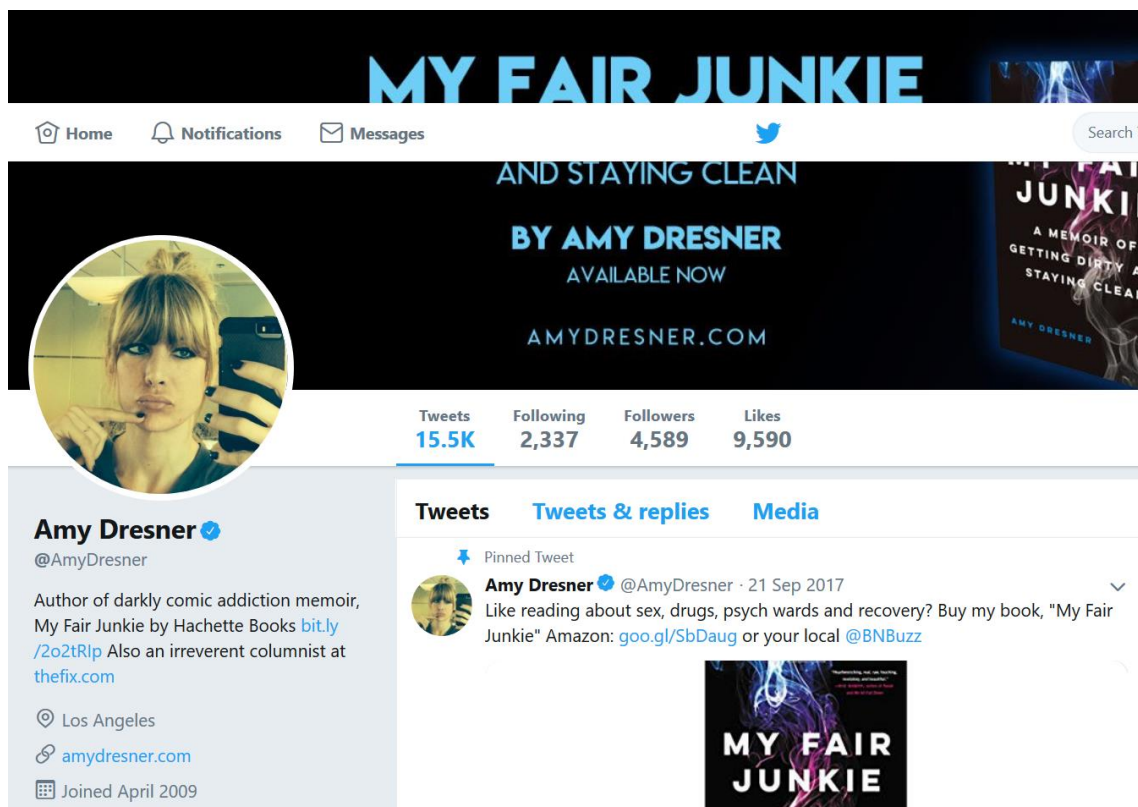 MY FAIR JUNKIE
Home
Notifications
Messages
Search
AND STAYING CLEAN
BY AMY DRESNER
AVAILABLE NOW
AMYDRESNER.COM
JUNKI
A MEMOIR OF
GETTING DIRTY A
STAYING CLEA
AMY DRESNER
Tweets Following Followers Likes
15.5K 2,337 4,589 9,590
Amy Dresner
@AmyDresner
Author of darkly comic addiction memoir,
My Fair Junkie by Hachette Books bit.ly
/2o2tRIp Also an irreverent columnist at
thefix.com
Los Angeles
amydresner.com
Joined April 2009
Tweets Tweets & replies Media
Pinned Tweet
Amy Dresner @AmyDresner · 21 Sep 2017
Like reading about sex, drugs, psych wards and recovery? Buy my book, "My Fair
Junkie" Amazon: goo.gl/SbDaug or your local @BNBuzz
MY FAIR
JUNKIE